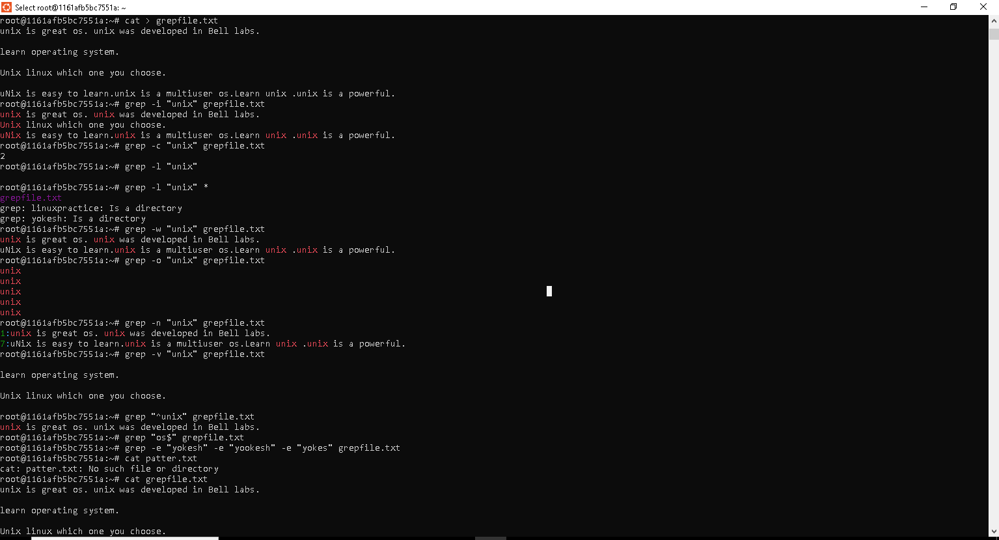 Select root@1161afb5bc7551a: ~
root@1161afb5bc7551a:~# cat > grepfile.txt
unix is great os. unix was developed in Bell labs.
learn operating system.
Unix linux which one you choose.
uNix is easy to learn.unix is a multiuser os.Learn unix .unix is a powerful.
root@1161afb5bc7551a:~# grep -i "unix" grepfile.txt
unix is great os. unix was developed in Bell labs.
Unix linux which one you choose.
uNix is easy to learn.unix is a multiuser os.Learn unix .unix is a powerful.
root@1161afb5bc7551a:~# grep -c "unix" grepfile.txt
2
root@1161afb5bc7551a:~# grep -l "unix"
root@1161afb5bc7551a:~# grep -l "unix" *
grepfile.txt
grep: linuxpractice: Is a directory
grep: yokesh: Is a directory
root@1161afb5bc7551a:~# grep -w "unix" grepfile.txt
unix is great os. unix was developed in Bell labs.
uNix is easy to learn.unix is a multiuser os.Learn unix .unix is a powerful.
root@1161afb5bc7551a:~# grep -o "unix" grepfile.txt
unix
unix
unix
unix
unix
root@1161afb5bc7551a:~# grep -n "unix" grepfile.txt
1:unix is great os. unix was developed in Bell labs.
7:uNix is easy to learn.unix is a multiuser os.Learn unix .unix is a powerful.
root@1161afb5bc7551a:~# grep -v "unix" grepfile.txt
learn operating system.
Unix linux which one you choose.
root@1161afb5bc7551a:~# grep "^unix" grepfile.txt
unix is great os. unix was developed in Bell labs.
root@1161afb5bc7551a:~# grep "os$" grepfile.txt
root@1161afb5bc7551a:~# grep -e "yokesh" -e "yookesh" -e "yokes" grepfile.txt
root@1161afb5bc7551a:~# cat patter.txt
cat: patter.txt: No such file or directory
root@1161afb5bc7551a:~# cat grepfile.txt
unix is great os. unix was developed in Bell labs.
learn operating system.
Unix linux which one you choose.